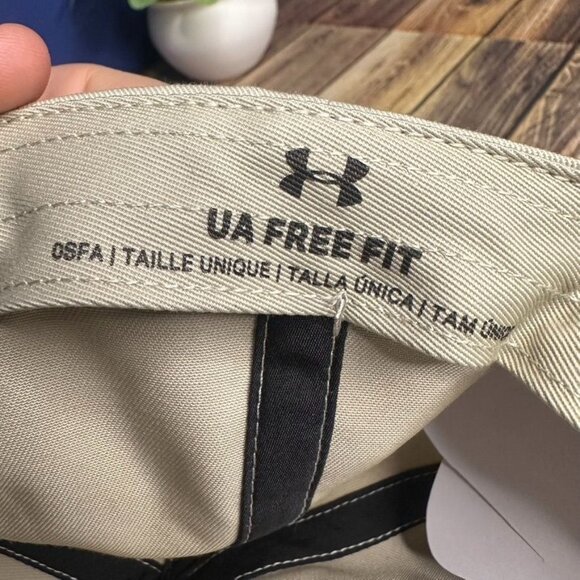 UA FREE FIT
OSFA | TAILLE UNIQUE | TALLA ÚNICA | TAM